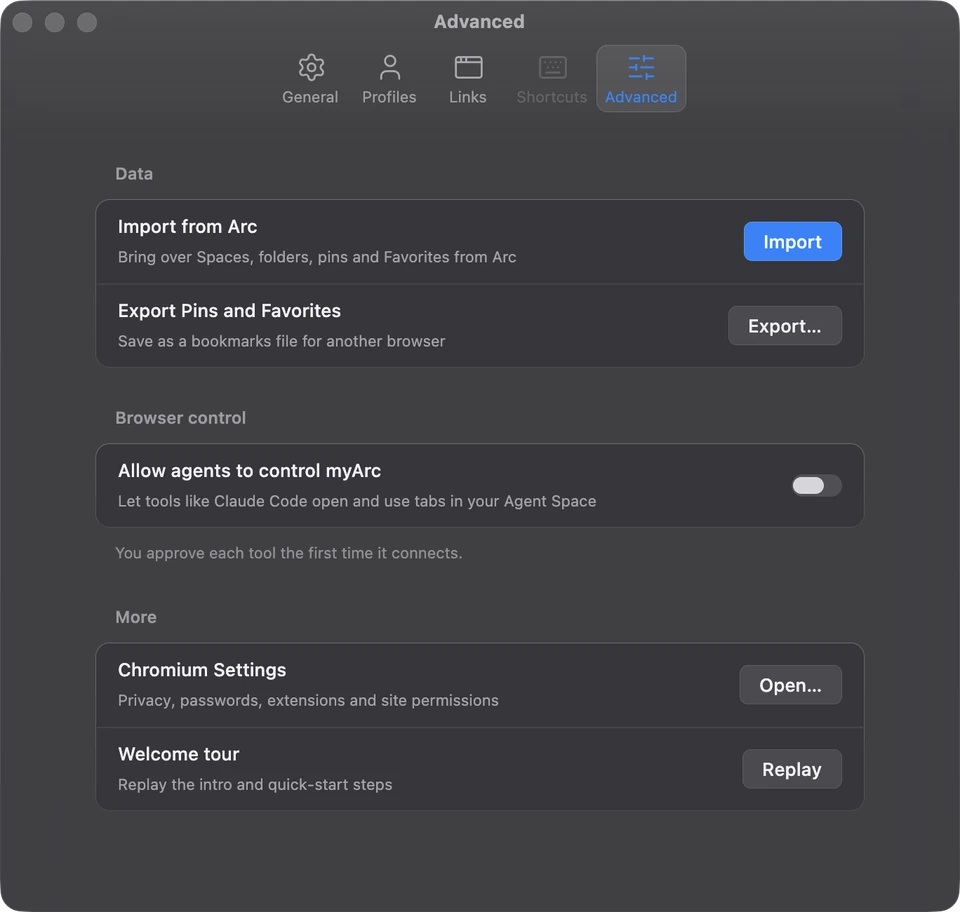 Advanced
General
Profiles
Links
Shortcuts
Advanced
Data
Import from Arc
Bring over Spaces, folders, pins and Favorites from Arc
Import
Export Pins and Favorites
Save as a bookmarks file for another browser
Export...
Browser control
Allow agents to control myArc
Let tools like Claude Code open and use tabs in your Agent Space
You approve each tool the first time it connects.
More
Chromium Settings
Privacy, passwords, extensions and site permissions
Open...
Welcome tour
Replay the intro and quick-start steps
Replay